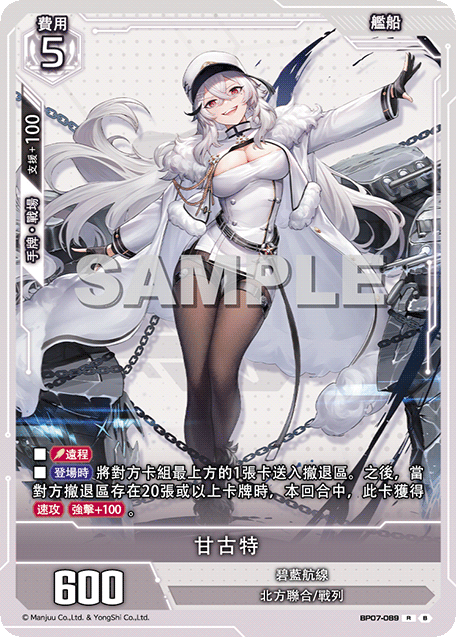 費用
5
艦船
支援+100
手牌・戰場
SAMPLE
■ 遠程
■ 登場時 將對方卡組最上方的1張卡送入撤退區。之後,當
對方撤退區存在20張或以上卡牌時,本回合中,此卡獲得
速攻 強擊+100 。
甘古特
600
碧藍航線
北方聯合/戰列
© Manjuu Co.,Ltd. & YongShi Co.,Ltd.
BP07-089 R B